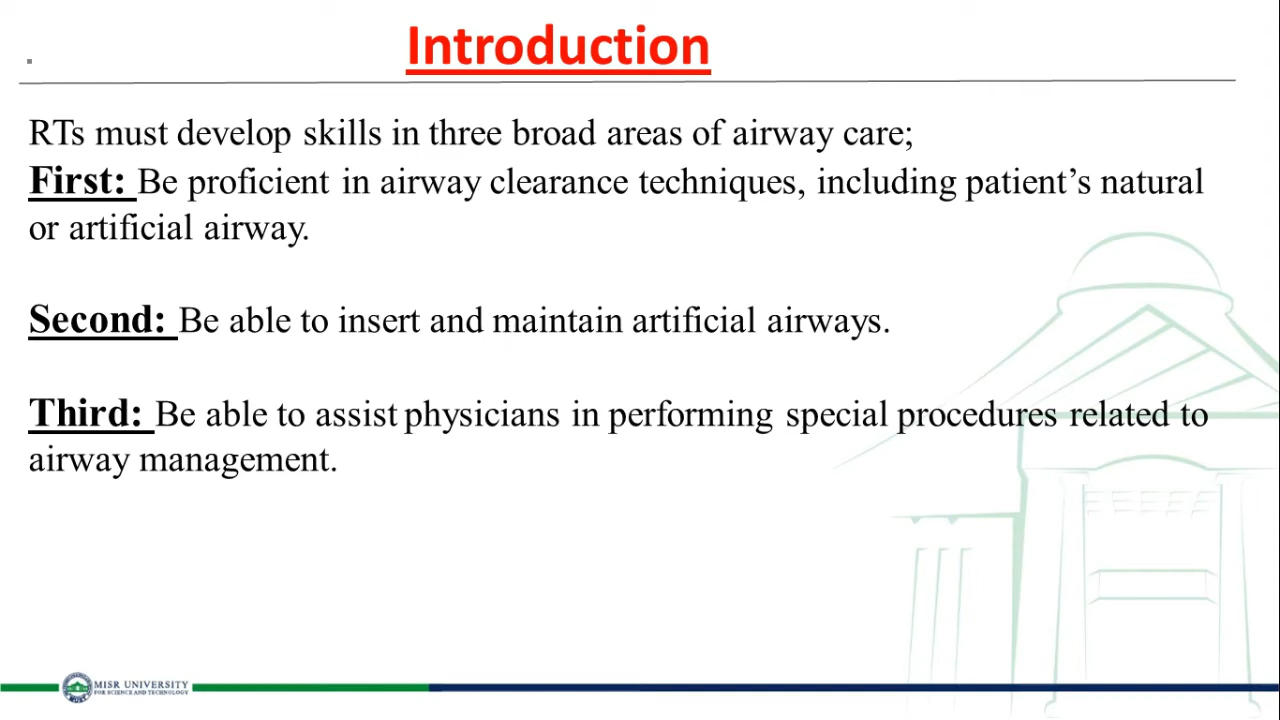 Introduction
RTs must develop skills in three broad areas of airway care;
First: Be proficient in airway clearance techniques, including patient’s natural
or artificial airway.
Second: Be able to insert and maintain artificial airways.
Third: Be able to assist physicians in performing special procedures related to
airway management.
MISR UNIVERSITY
FOR SCIENCE AND TECHNOLOGY